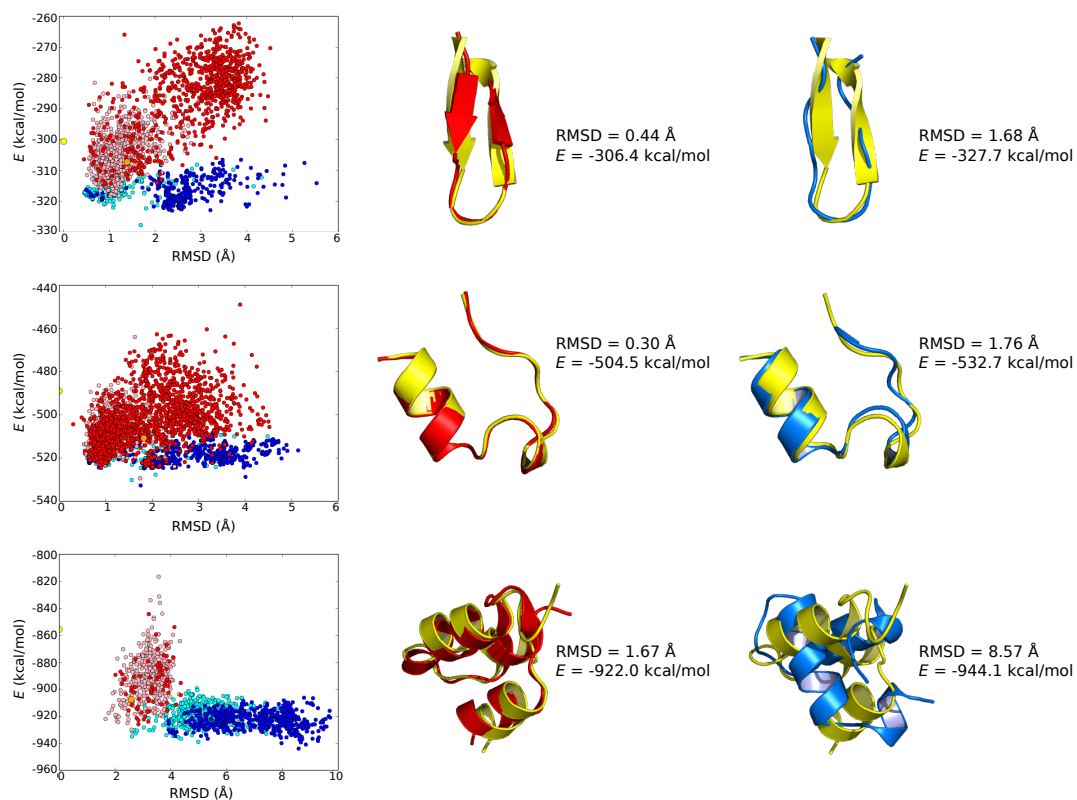 -260
-270
-280
-290
-300
-310
-320
-330
E (kcal/mol)
0 1 2 3 4 5 6
RMSD (Å)
RMSD = 0.44 Å
E = -306.4 kcal/mol
RMSD = 1.68 Å
E = -327.7 kcal/mol
-440
-460
-480
-500
-520
-540
E (kcal/mol)
0 1 2 3 4 5 6
RMSD (Å)
RMSD = 0.30 Å
E = -504.5 kcal/mol
RMSD = 1.76 Å
E = -532.7 kcal/mol
-800
-820
-840
-860
-880
-900
-920
-940
-960
E (kcal/mol)
0 2 4 6 8 10
RMSD (Å)
RMSD = 1.67 Å
E = -922.0 kcal/mol
RMSD = 8.57 Å
E = -944.1 kcal/mol